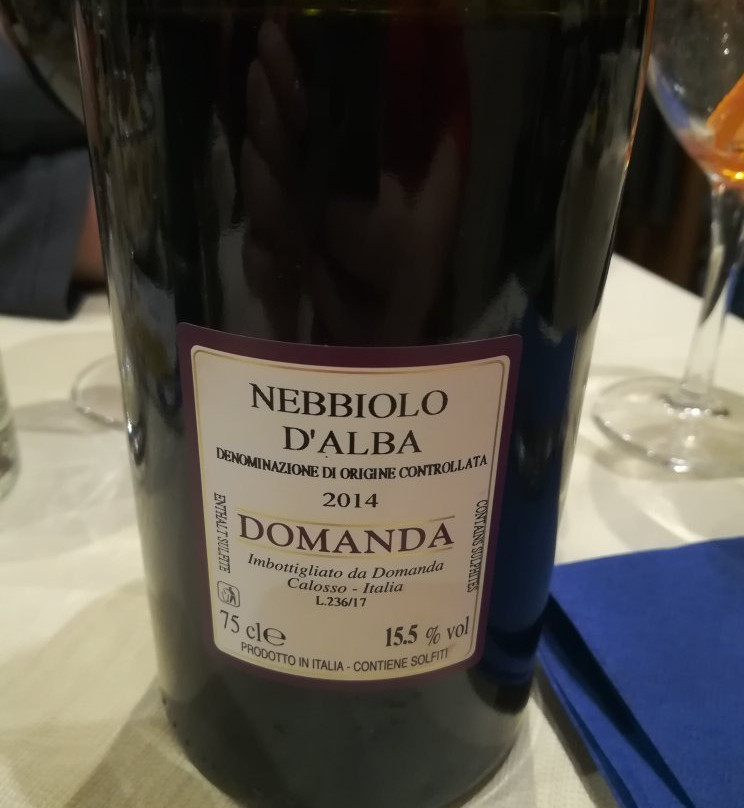 NEBBIOLO
D'ALBA
DENOMINAZIONE DI ORIGINE CONTROLLATA
2014
DOMANDA
Imbottigliato da Domanda
Calosso - Italia
L.236/17
75 cle 15.5 % vol
PRODOTTO IN ITALIA - CONTIENE SOLFITI
ENTHALT SULFITE
CONTAINS SULPHITES